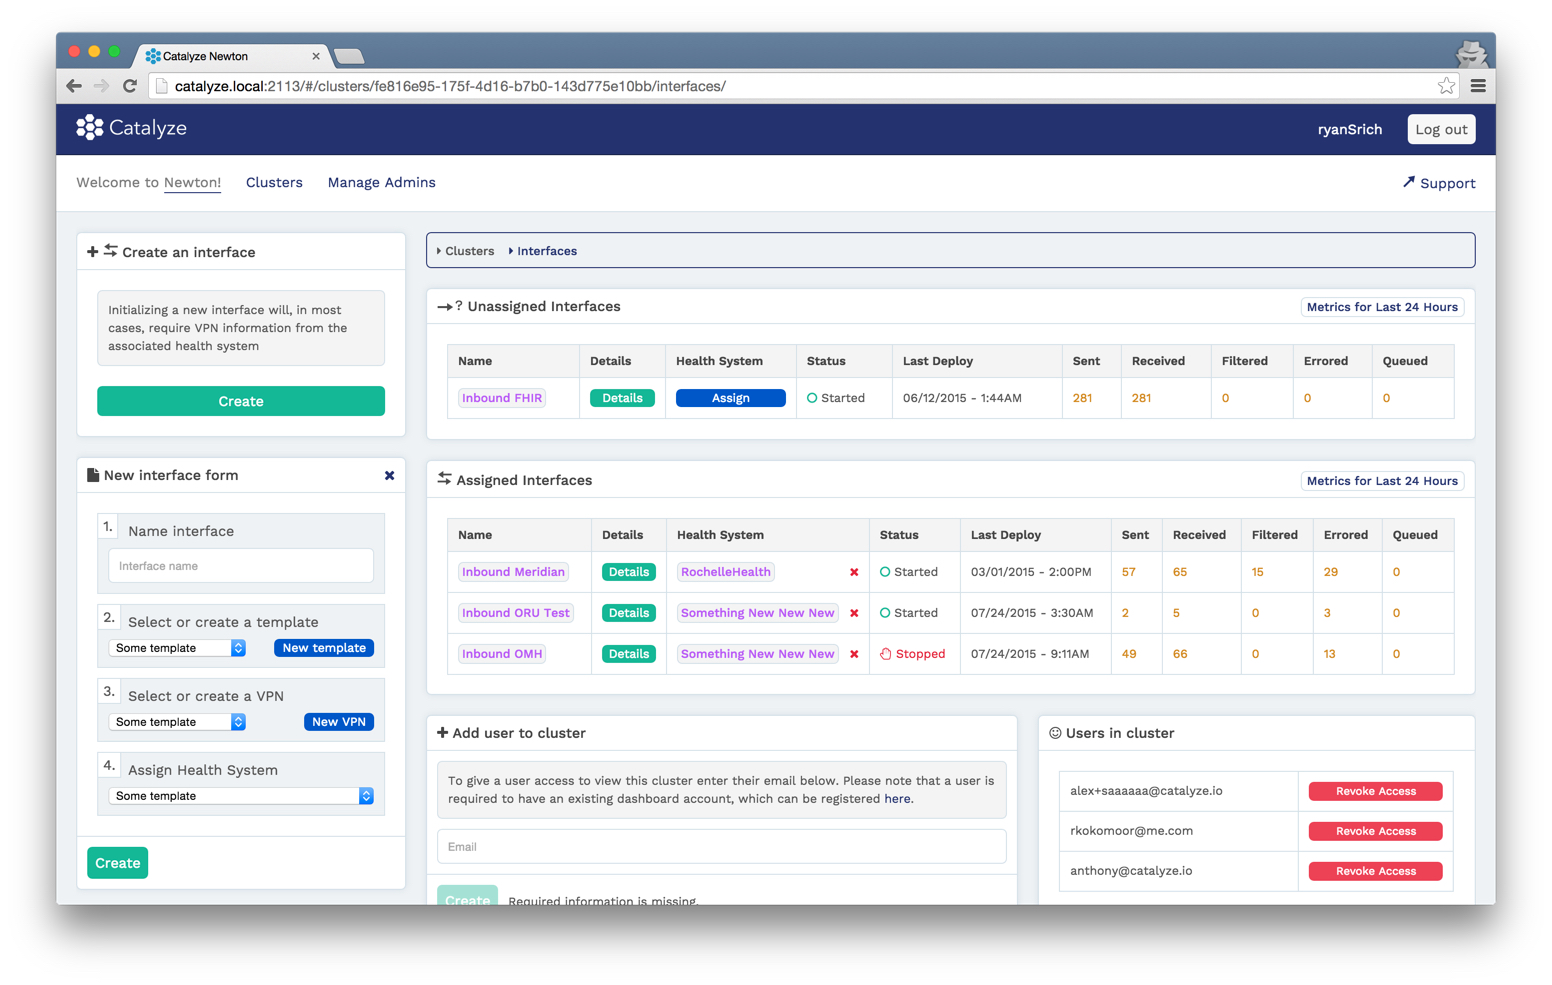 Catalyze Newton
catalyze.local:2113/#/clusters/fe816e95-175f-4d16-b7b0-143d775e10bb/interfaces/
Catalyze
ryanSrich
Log out
Welcome to Newton!
Clusters
Manage Admins
Support
Create an interface
Initializing a new interface will, in most
cases, require VPN information from the
associated health system
Create
New interface form
1. Name interface
Interface name
2. Select or create a template
Some template
New template
3. Select or create a VPN
Some template
New VPN
4. Assign Health System
Some template
Create
Clusters Interfaces
? Unassigned Interfaces
Metrics for Last 24 Hours
Name Details Health System Status Last Deploy Sent Received Filtered Errored Queued
Inbound FHIR Details Assign Started 06/12/2015 - 1:44AM 281 281 0 0 0
Assigned Interfaces
Metrics for Last 24 Hours
Name Details Health System Status Last Deploy Sent Received Filtered Errored Queued
Inbound Meridian Details RochelleHealth Started 03/01/2015 - 2:00PM 57 65 15 29 0
Inbound ORU Test Details Something New New New Started 07/24/2015 - 3:30AM 2 5 0 3 0
Inbound OMH Details Something New New New Stopped 07/24/2015 - 9:11AM 49 66 0 13 0
Add user to cluster
To give a user access to view this cluster enter their email below. Please note that a user is
required to have an existing dashboard account, which can be registered here.
Email
Create Required information is missing.
Users in cluster
alex+saaaaaa@catalyze.io Revoke Access
rkokomoor@me.com Revoke Access
anthony@catalyze.io Revoke Access